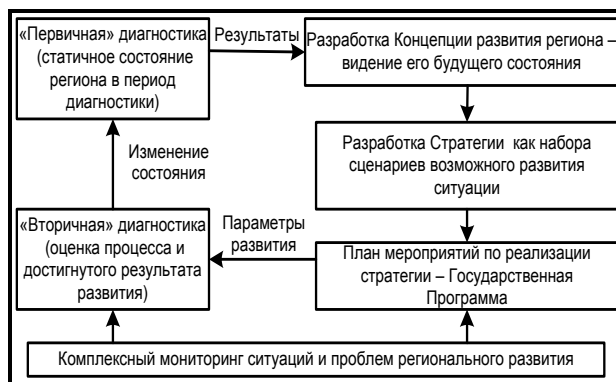 «Первичная» диагностика
(статичное состояние
региона в период
диагностики)
Результаты
Разработка Концепции развития региона –
видение его будущего состояния
Разработка Стратегии как набора
сценариев возможного развития
ситуации
Изменение
состояния
«Вторичная» диагностика
(оценка процесса и
достигнутого результата
развития)
Параметры
развития
План мероприятий по реализации
стратегии – Государственная
Программа
Комплексный мониторинг ситуаций и проблем регионального развития